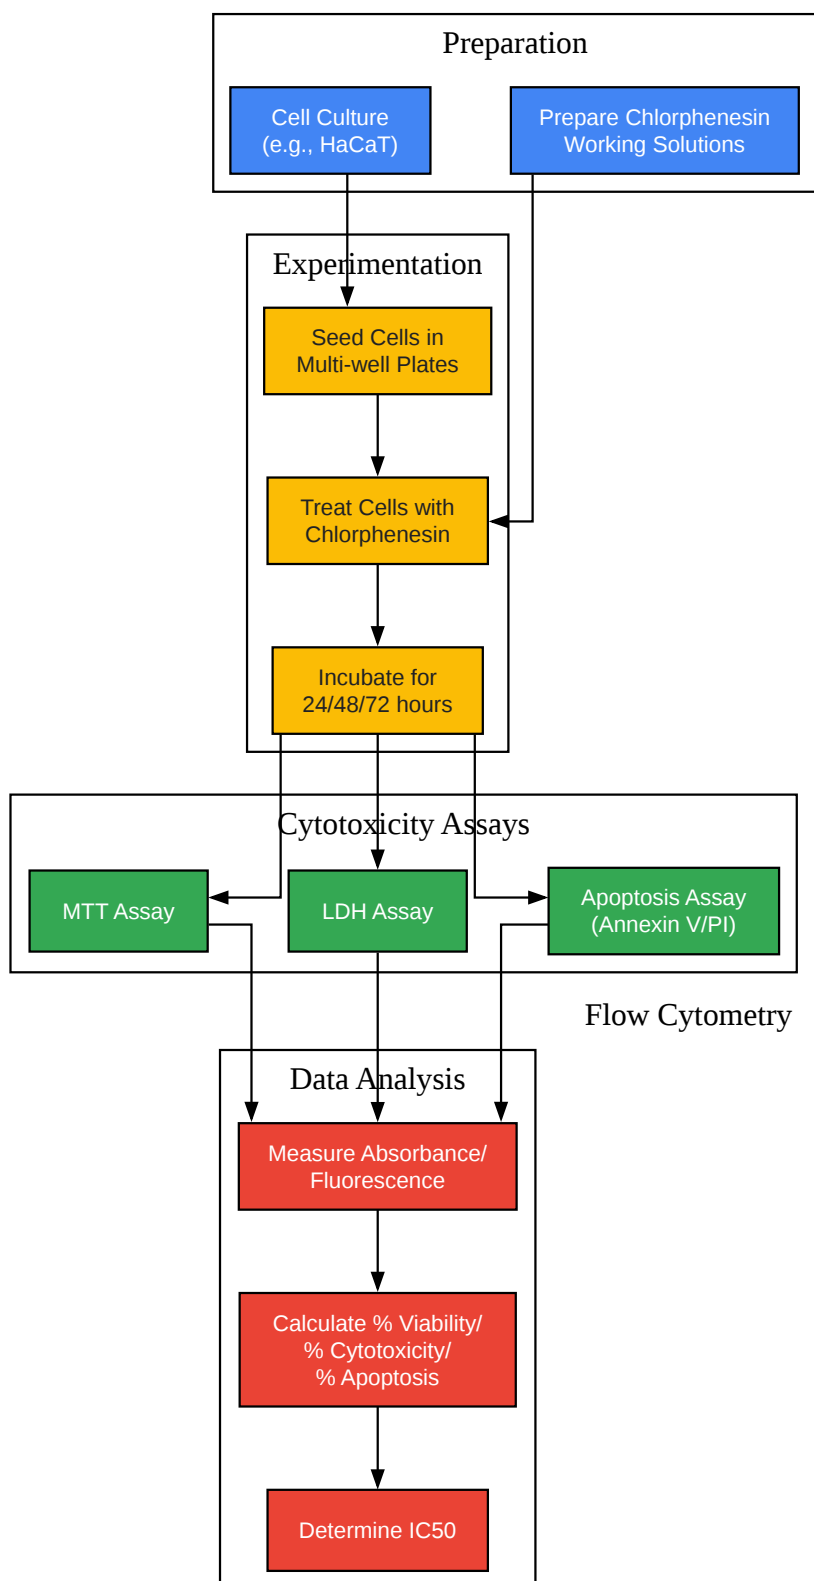 Preparation
Cell Culture
(e.g., HaCaT)
Prepare Chlorphenesin
Working Solutions
Experimentation
Seed Cells in
Multi-well Plates
Treat Cells with
Chlorphenesin
Incubate for
24/48/72 hours
Cytotoxicity Assays
MTT Assay
LDH Assay
Apoptosis Assay
(Annexin V/PI)
Flow Cytometry
Data Analysis
Measure Absorbance/
Fluorescence
Calculate % Viability/
% Cytotoxicity/
% Apoptosis
Determine IC50